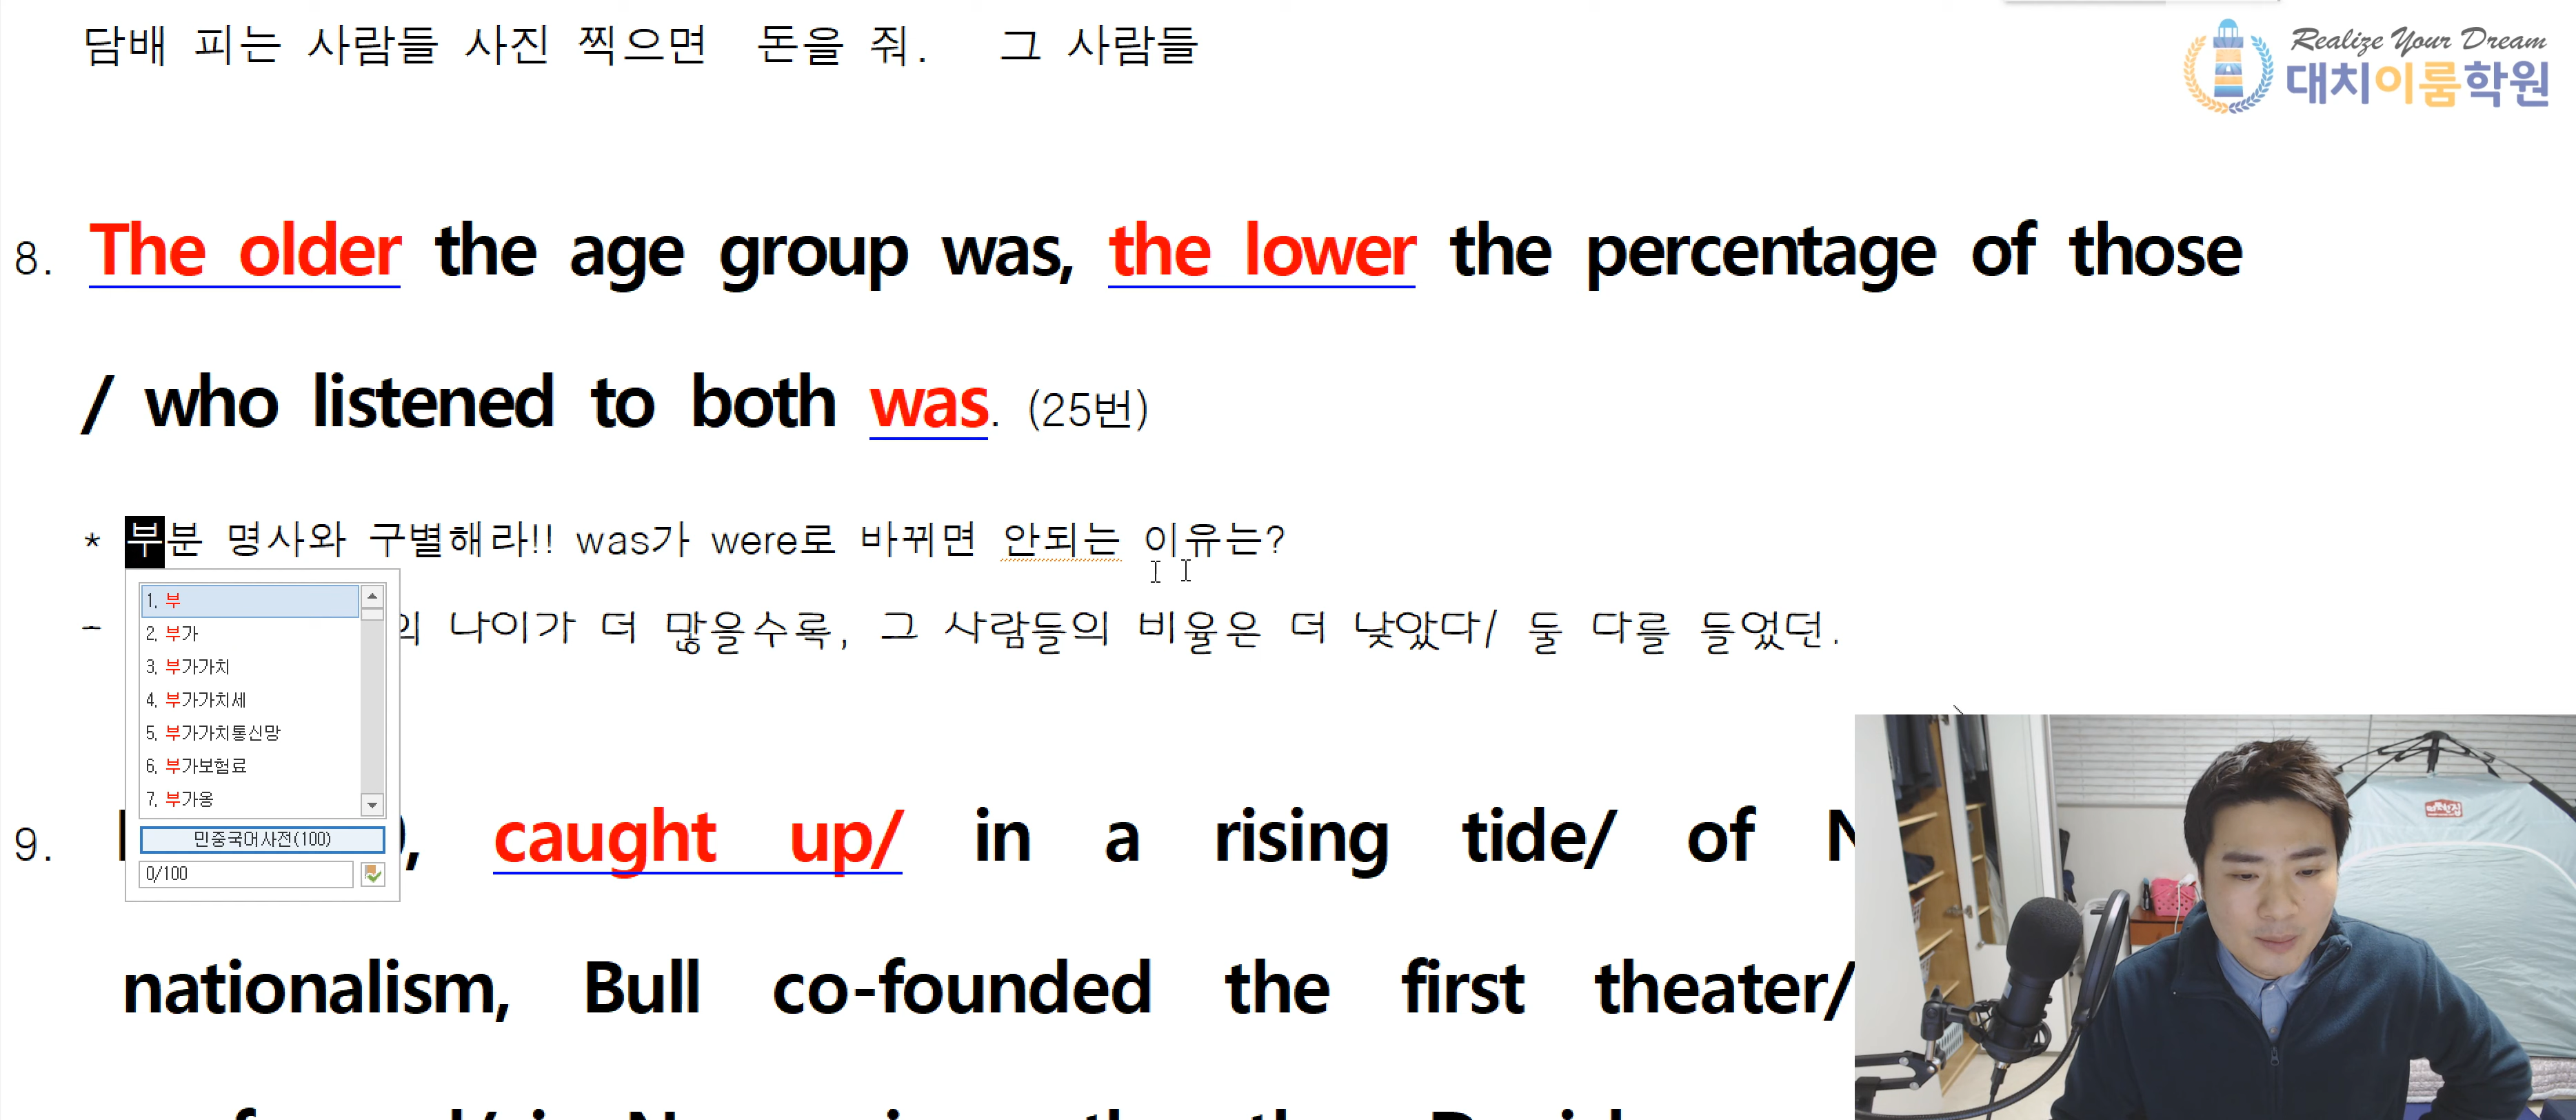 담배 피는 사람들 사진 찍으면 돈을 줘. 그 사람들
Realize Your Dream
대치이룸학원
8. The older the age group was, the lower the percentage of those
/ who listened to both was. (25번)
* 부분 명사와 구별해라!! was가 were로 바뀌면 안되는 이유는?
- 의 나이가 더 많을수록, 그 사람들의 비율은 더 낮았다/ 둘 다를 들었던.
1. 부
2. 부가
3. 부가가치
4. 부가가치세
5. 부가가치통신망
6. 부가보험료
7. 부가옹
민중국어사전(100)
0/100
9. , caught up/ in a rising tide/ of N
nationalism, Bull co-founded the first theater/